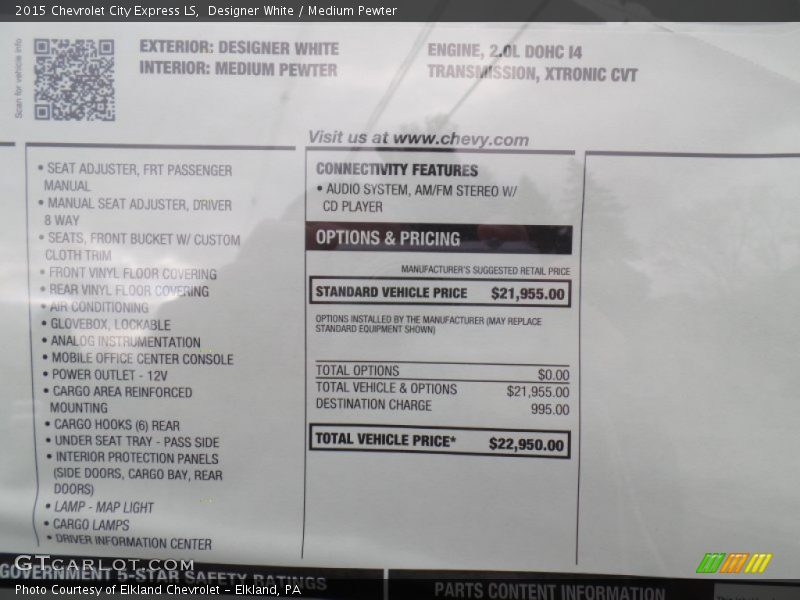 2015 Chevrolet City Express LS, Designer White / Medium Pewter
Scan for vehicle info
EXTERIOR: DESIGNER WHITE
INTERIOR: MEDIUM PEWTER
ENGINE, 2.0L DOHC I4
TRANSMISSION, XTRONIC CVT
Visit us at www.chevy.com
• SEAT ADJUSTER, FRT PASSENGER
MANUAL
• MANUAL SEAT ADJUSTER, DRIVER
8 WAY
• SEATS, FRONT BUCKET W/ CUSTOM
CLOTH TRIM
• FRONT VINYL FLOOR COVERING
• REAR VINYL FLOOR COVERING
• AIR CONDITIONING
• GLOVEBOX, LOCKABLE
• ANALOG INSTRUMENTATION
• MOBILE OFFICE CENTER CONSOLE
• POWER OUTLET - 12V
• CARGO AREA REINFORCED
MOUNTING
• CARGO HOOKS (6) REAR
• UNDER SEAT TRAY - PASS SIDE
• INTERIOR PROTECTION PANELS
(SIDE DOORS, CARGO BAY, REAR
DOORS)
• LAMP - MAP LIGHT
• CARGO LAMPS
• DRIVER INFORMATION CENTER
CONNECTIVITY FEATURES
• AUDIO SYSTEM, AM/FM STEREO W/
CD PLAYER
OPTIONS & PRICING
MANUFACTURER'S SUGGESTED RETAIL PRICE
STANDARD VEHICLE PRICE $21,955.00
OPTIONS INSTALLED BY THE MANUFACTURER (MAY REPLACE
STANDARD EQUIPMENT SHOWN)
TOTAL OPTIONS $0.00
TOTAL VEHICLE & OPTIONS $21,955.00
DESTINATION CHARGE 995.00
TOTAL VEHICLE PRICE* $22,950.00
GTcarlot.com
GOVERNMENT 5-STAR SAFETY RATINGS
PARTS CONTENT INFORMATION
Photo Courtesy of Elkland Chevrolet – Elkland, PA